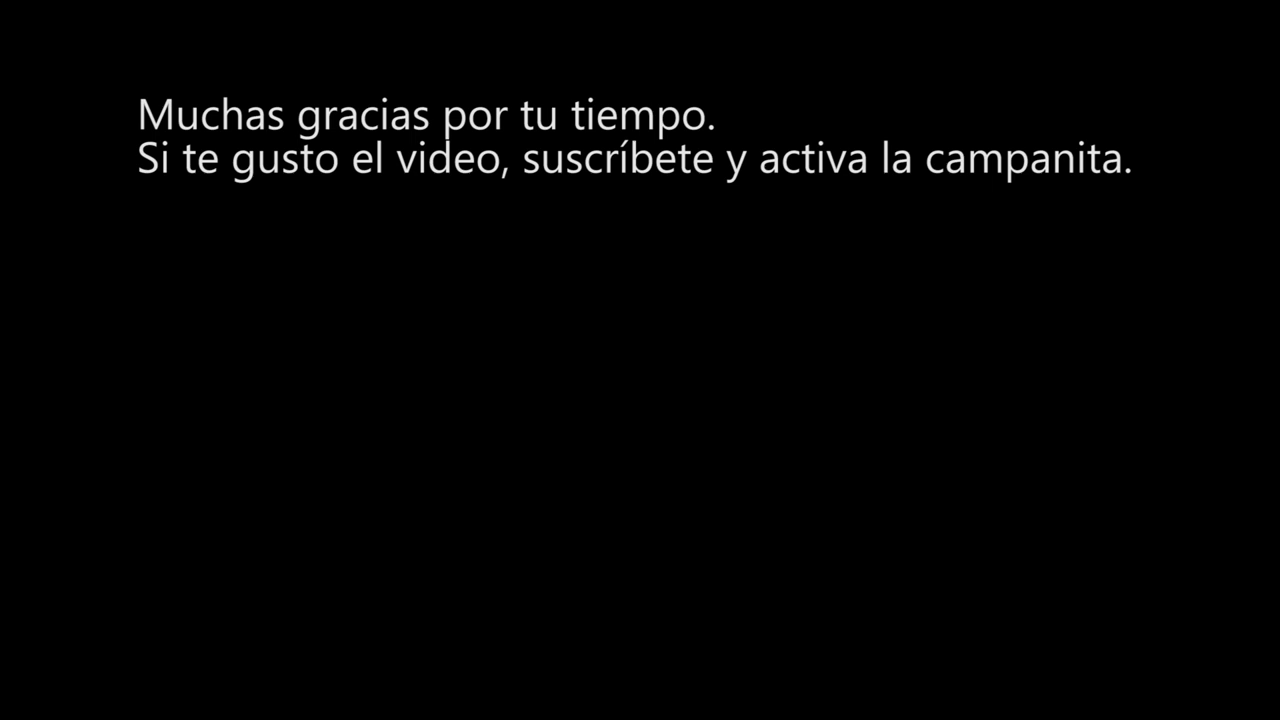 Muchas gracias por tu tiempo.
Si te gusto el video, suscríbete y activa la campanita.